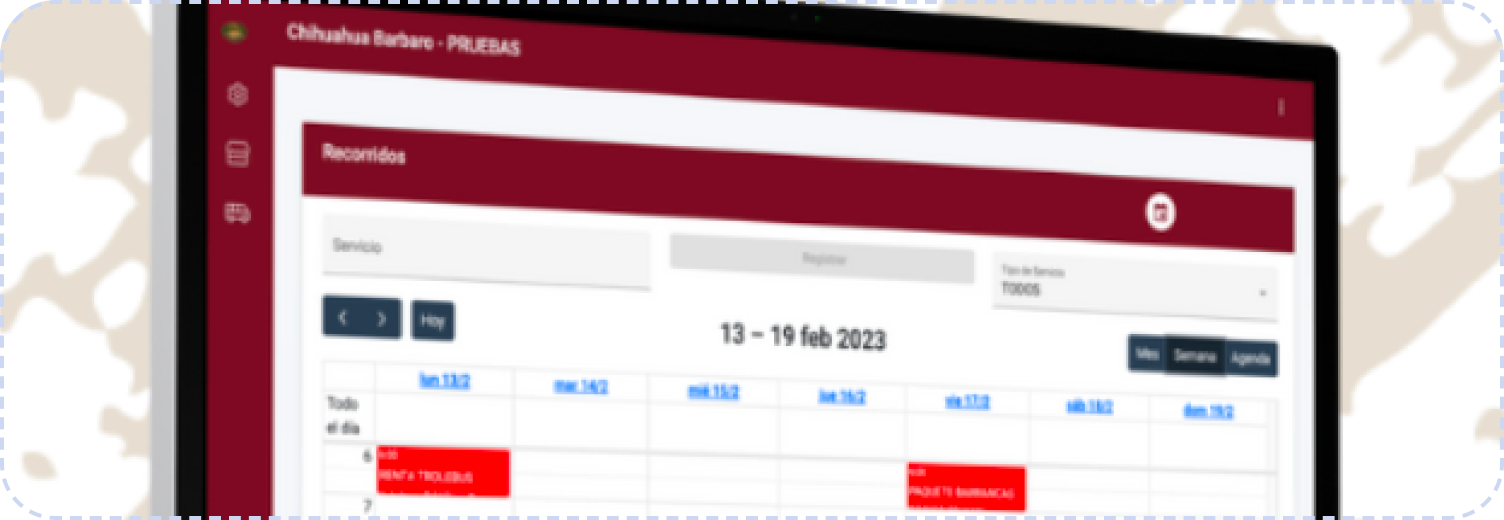 Chihuahua Barbaro - PRUEBAS
Recorridos
Servicio
Registrar
Tipo de Servicio
TODOS
Hoy
13 – 19 feb 2023
Mes Semana Agenda
lun 13/2 mar 14/2 mié 15/2 jue 16/2 vie 17/2 sáb 18/2 dom 19/2
Todo
el día
6
RENTA TROLEBUS
PAQUETE BARRANCAS
7